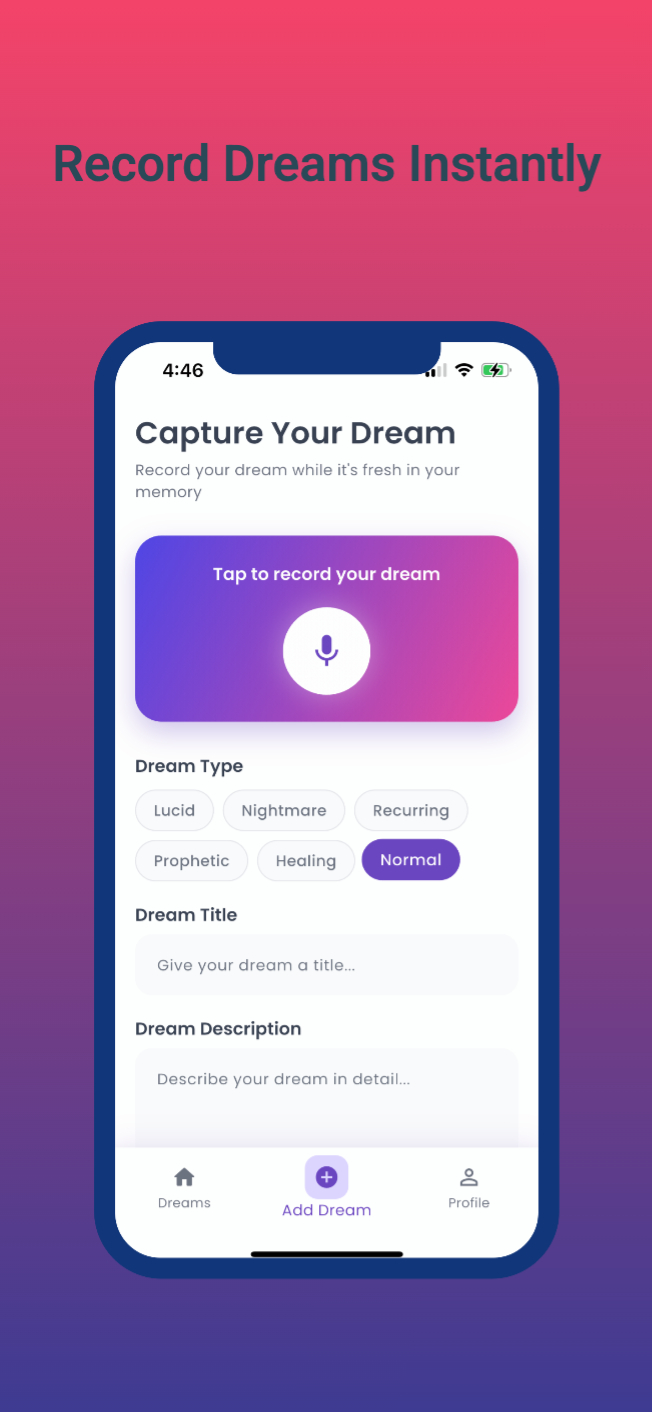 Record Dreams Instantly
4:46
Capture Your Dream
Record your dream while it's fresh in your
memory
Tap to record your dream
Dream Type
Lucid Nightmare Recurring
Prophetic Healing Normal
Dream Title
Give your dream a title...
Dream Description
Describe your dream in detail...
Dreams Add Dream Profile